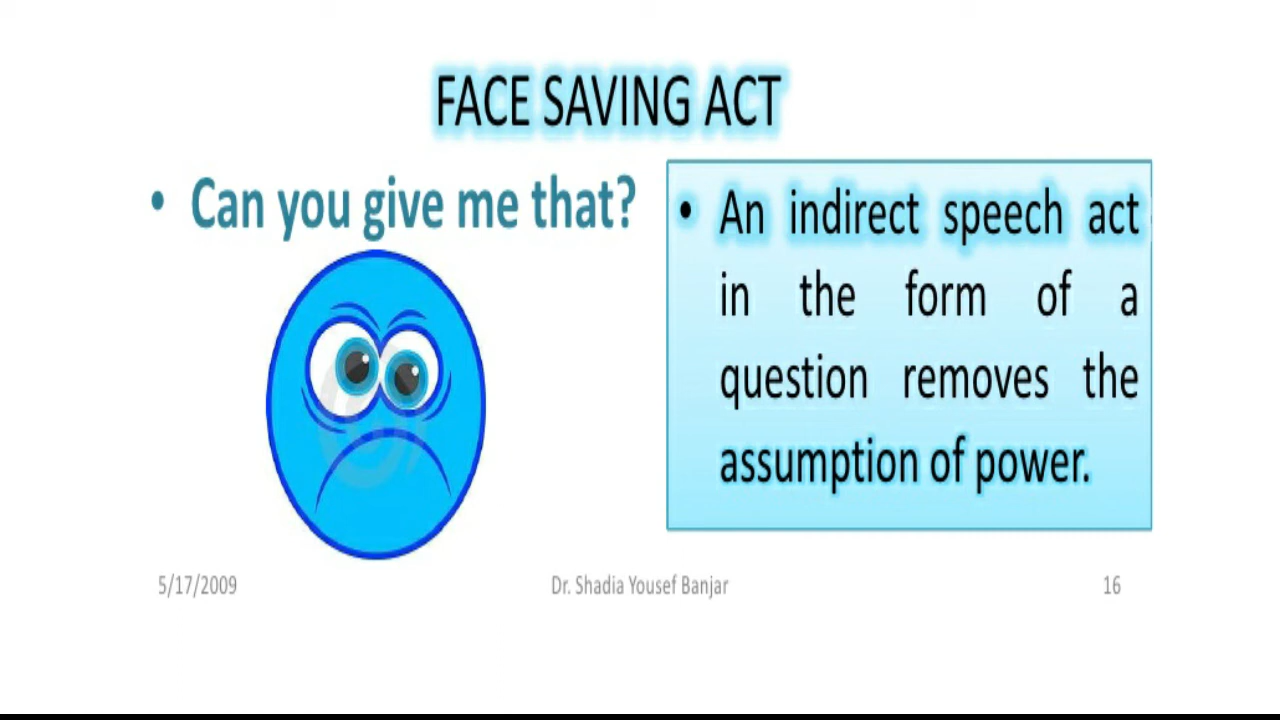 FACE SAVING ACT
• Can you give me that?
• An indirect speech act
in the form of a
question removes the
assumption of power.
5/17/2009
Dr. Shadia Yousef Banjar
16